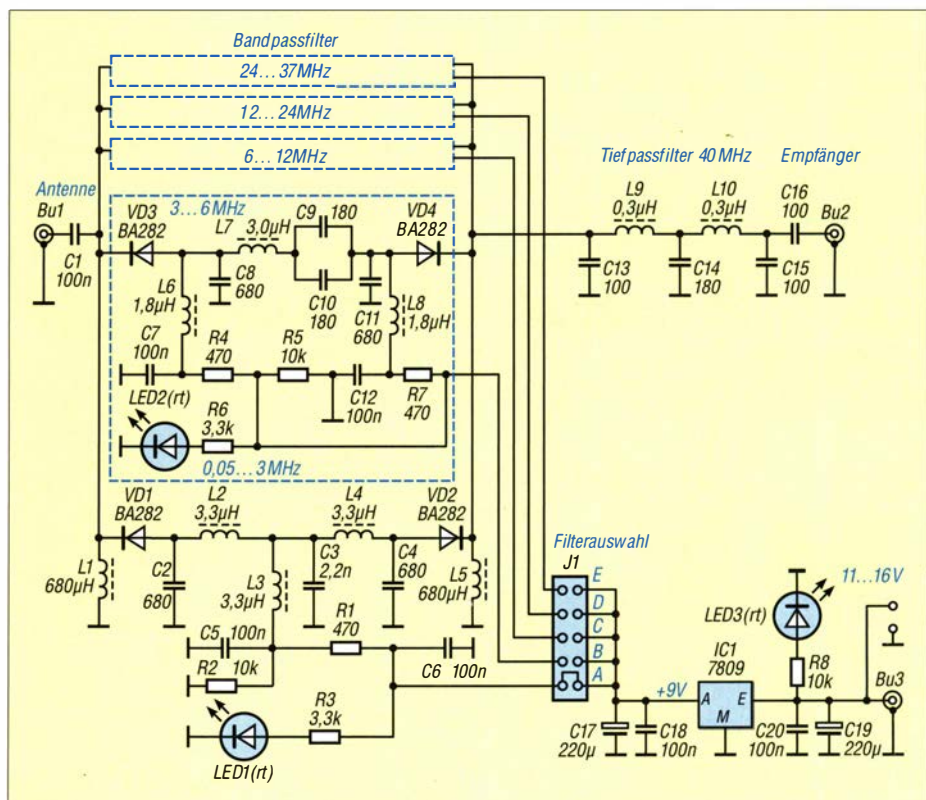 Bandpassfilter
24...37MHz
12...24MHz
6...12MHz
Tiefpassfilter 40 MHz
Empfänger
Antenne
Bu1
C1
100n
3...6MHz
VD3
BA282
L7
3,0µH
C9
180
VD4
BA282
L9
0,3µH
L10
0,3µH
C16
100
Bu2
C8
680
C10
180
C11
680
L6
1,8µH
L8
1,8µH
C13
100
C14
180
C15
100
C7
100n
R4
470
R5
10k
C12
100n
R7
470
LED2(rt)
R6
3,3k
0,05...3MHz
VD1
BA282
L2
3,3µH
L4
3,3µH
VD2
BA282
L1
680µH
C2
680
L3
3,3µH
C3
2,2n
C4
680
L5
680µH
C5
100n
R1
470
R2
10k
C6
100n
R3
3,3k
LED1(rt)
Filterauswahl
J1
E
D
C
B
A
11...16V
LED3(rt)
R8
10k
IC1
7809
+9V
A
E
M
Bu3
C17
220µ
C18
100n
C20
100n
C19
220µ